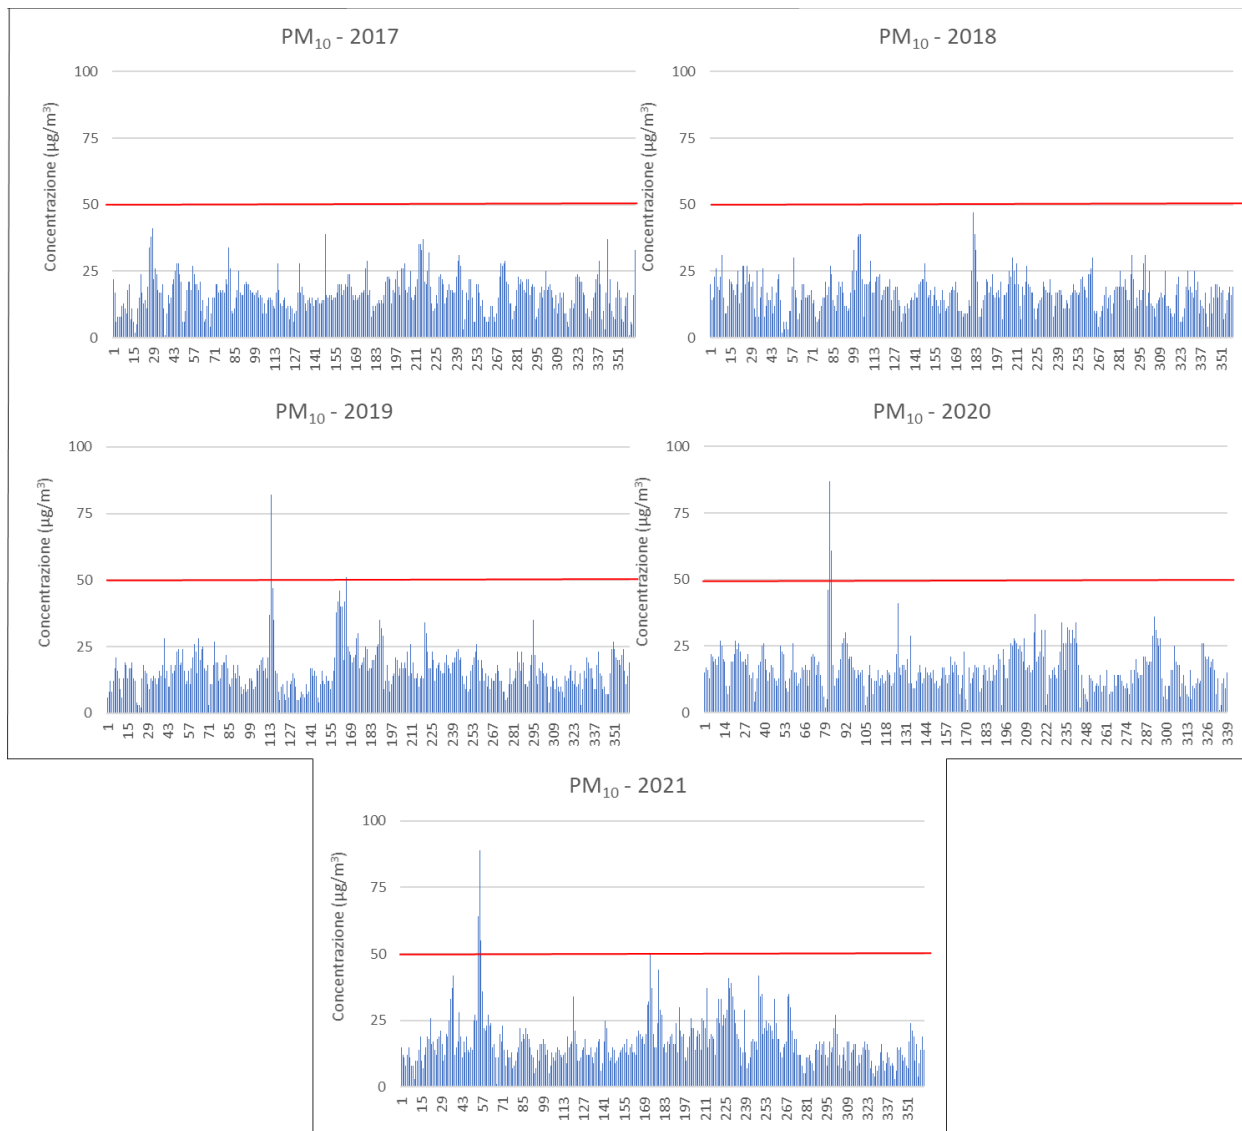 PM₁₀ - 2017
Concentrazione (µg/m³)
100
75
50
25
0
1 15 29 43 57 71 85 99 113 127 141 155 169 183 197 211 225 239 253 267 281 295 309 323 337 351
PM₁₀ - 2018
Concentrazione (µg/m³)
100
75
50
25
0
1 15 29 43 57 71 85 99 113 127 141 155 169 183 197 211 225 239 253 267 281 295 309 323 337 351
PM₁₀ - 2019
Concentrazione (µg/m³)
100
75
50
25
0
1 15 29 43 57 71 85 99 113 127 141 155 169 183 197 211 225 239 253 267 281 295 309 323 337 351
PM₁₀ - 2020
Concentrazione (µg/m³)
100
75
50
25
0
1 14 27 40 53 66 79 92 105 118 131 144 157 170 183 196 209 222 235 248 261 274 287 300 313 326 339
PM₁₀ - 2021
Concentrazione (µg/m³)
100
75
50
25
0
1 15 29 43 57 71 85 99 113 127 141 155 169 183 197 211 225 239 253 267 281 295 309 323 337 351